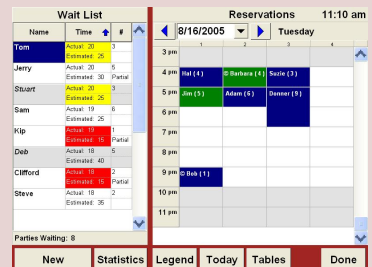 Wait List
Name Time #
Tom Actual: 20 3
Estimated: 25
Jerry Actual: 20 5
Estimated: 30 Partial
Stuart Actual: 20 3
Estimated: 25
Sam Actual: 19 6
Estimated: 25
Kip Actual: 19 1
Estimated: 15 Partial
Deb Actual: 18 5
Estimated: 40
Clifford Actual: 18 2
Estimated: 15 Partial
Steve Actual: 18 2
Estimated: 35
Parties Waiting: 8
New Statistics
Reservations 11:10 am
8/16/2005 Tuesday
1 2 3 4
3 pm
4 pm Hal ( 4 ) © Barbara ( 4 ) Suzie ( 3 )
5 pm Jim ( 5 ) Adam ( 6 ) Donner ( 9 )
6 pm
7 pm
8 pm
9 pm © Bob ( 1 )
10 pm
11 pm
Legend Today Tables Done